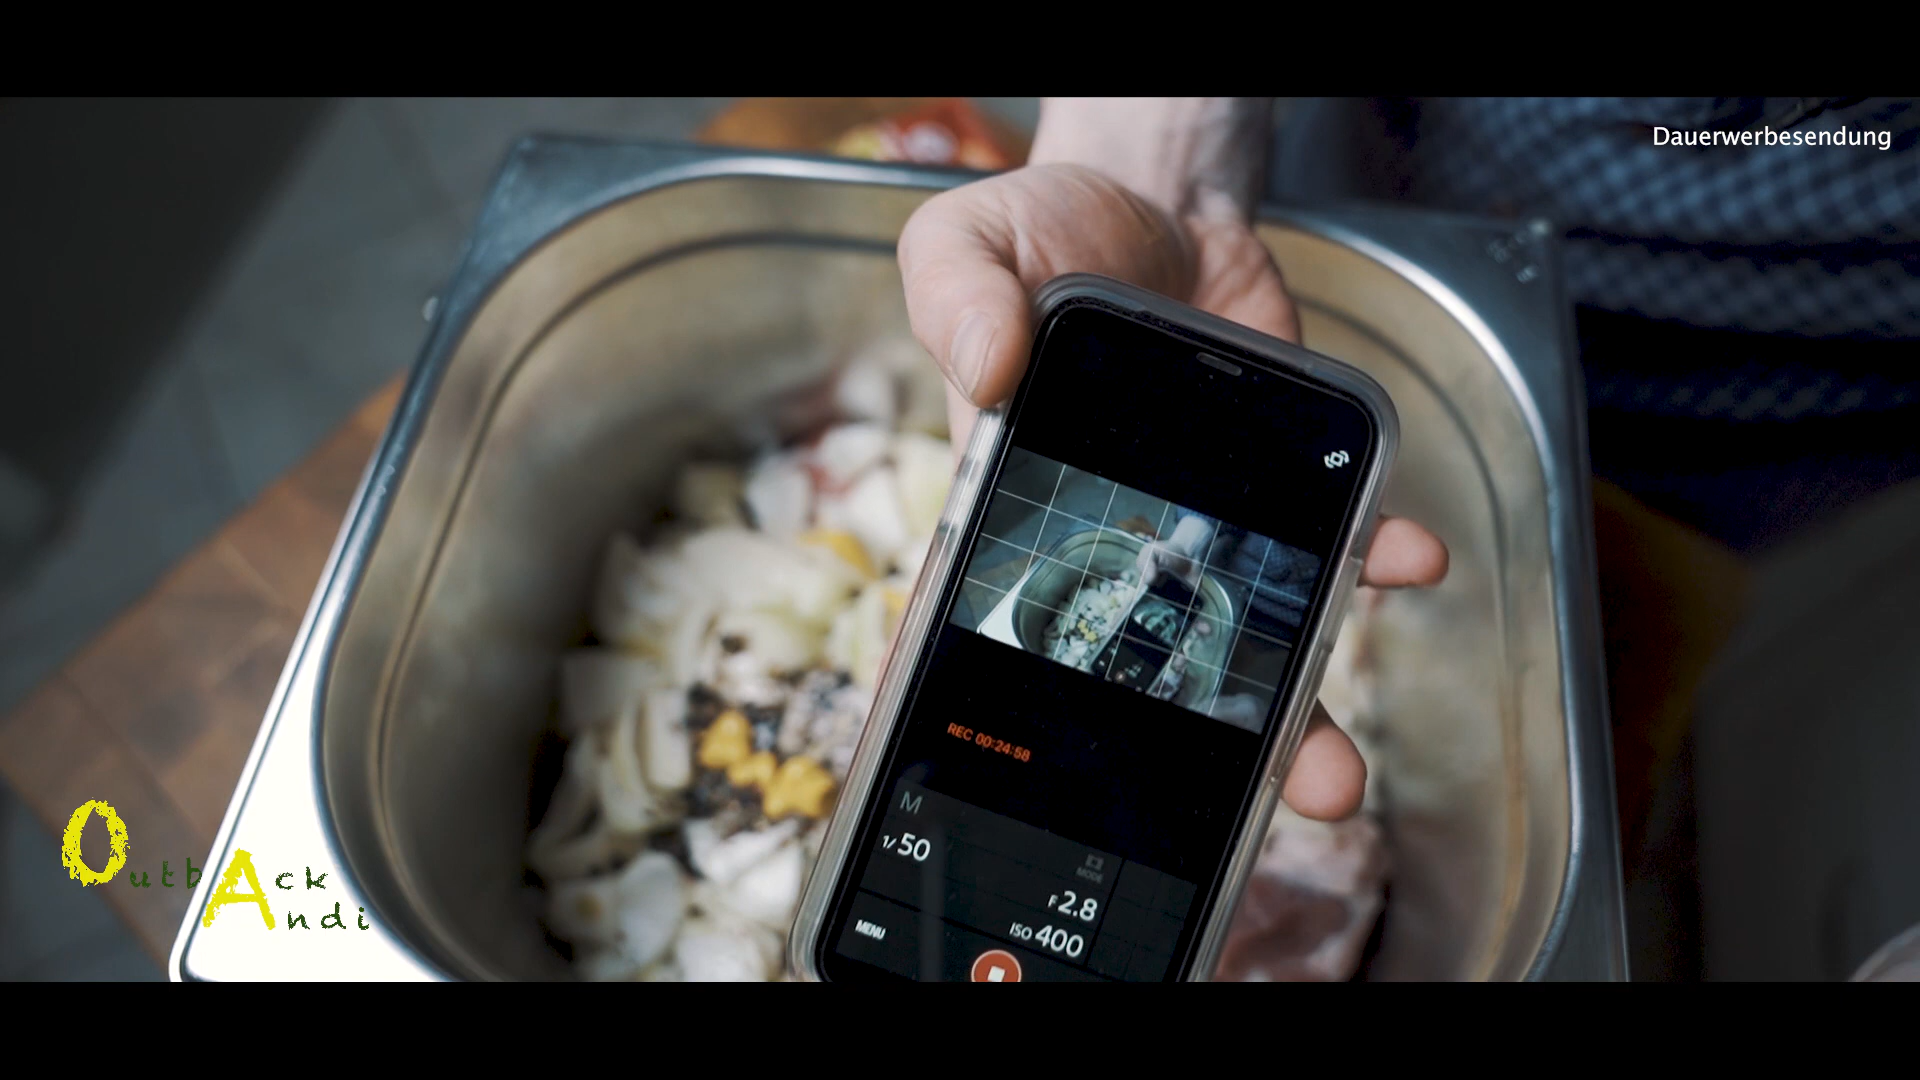 Dauerwerbesendung
REC 00:24:58
M
1/50
MODE
F2.8
ISO 400
MENU
OutbAck
Andi